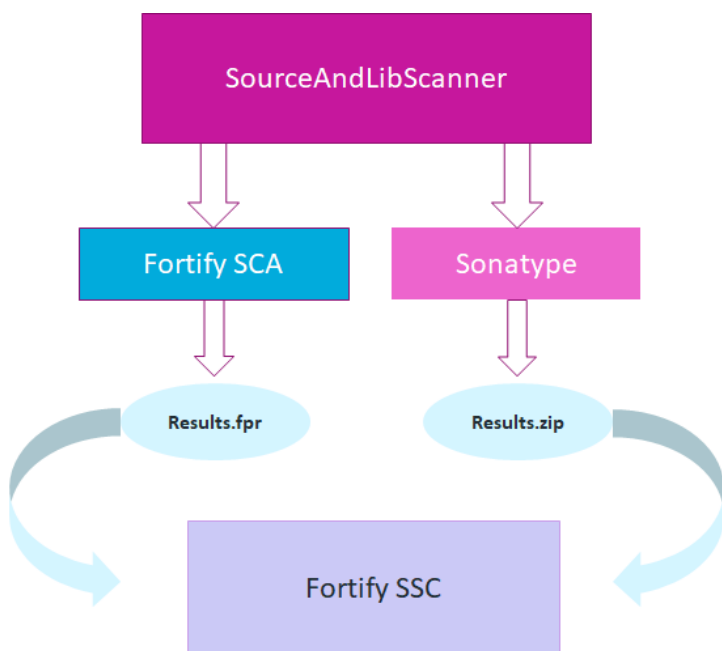 SourceAndLibScanner
Fortify SCA
Sonatype
Results.fpr
Results.zip
Fortify SSC